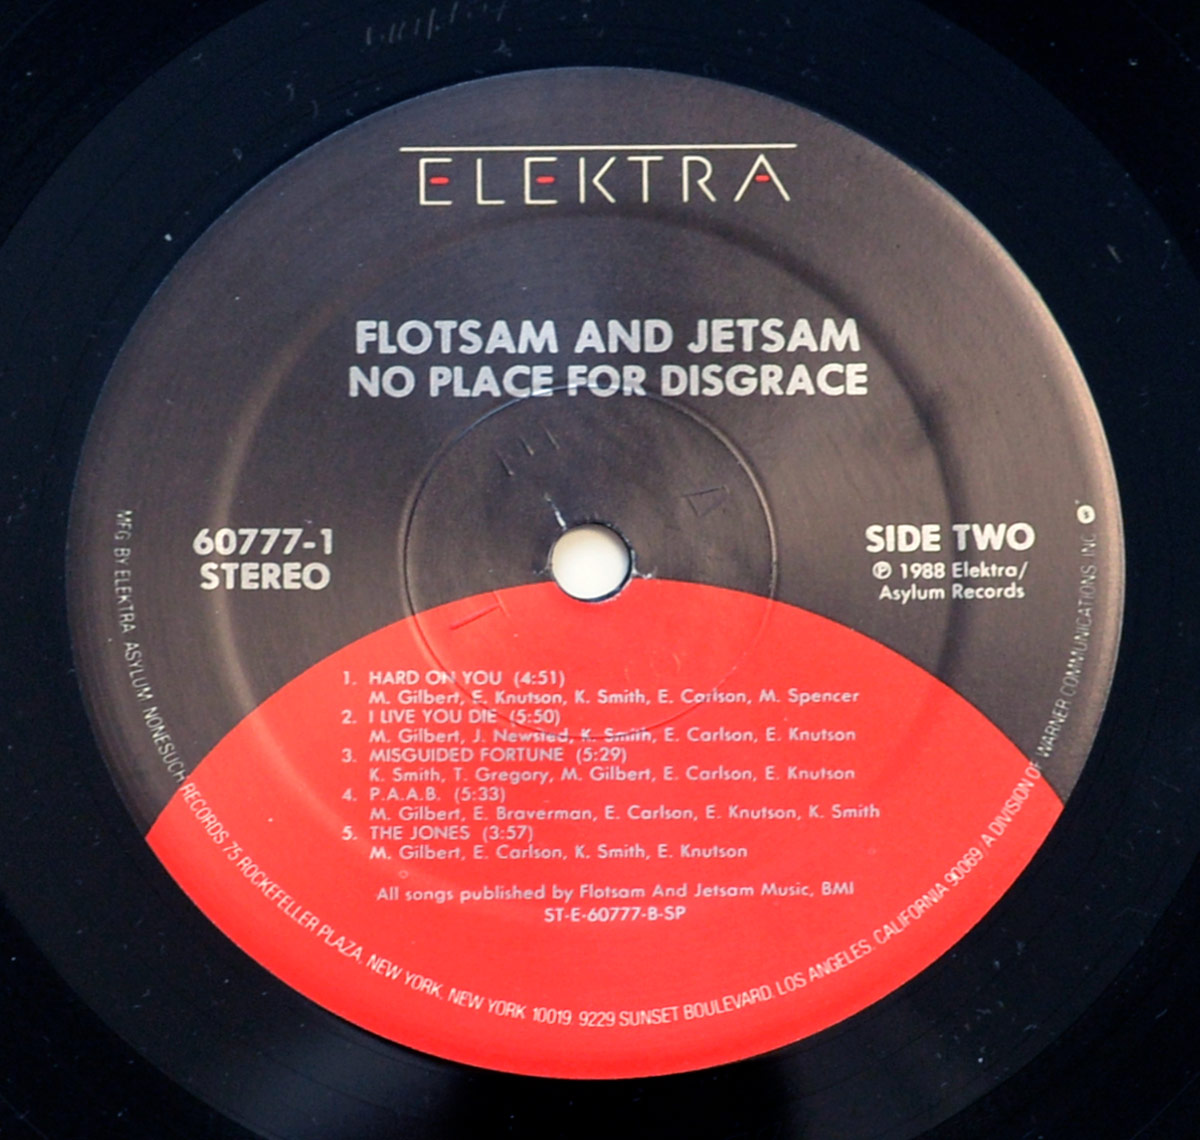 ELEKTRA
FLOTSAM AND JETSAM
NO PLACE FOR DISGRACE
60777-1
STEREO
SIDE TWO
℗ 1988 Elektra/
Asylum Records
1. HARD ON YOU (4:51)
M. Gilbert, E. Knutson, K. Smith, E. Carlson, M. Spencer
2. I LIVE YOU DIE (5:50)
M. Gilbert, J. Newsted, K. Smith, E. Carlson, E. Knutson
3. MISGUIDED FORTUNE (5:29)
K. Smith, T. Gregory, M. Gilbert, E. Carlson, E. Knutson
4. P.A.A.B. (5:33)
M. Gilbert, E. Braverman, E. Carlson, E. Knutson, K. Smith
5. THE JONES (3:57)
M. Gilbert, E. Carlson, K. Smith, E. Knutson
All songs published by Flotsam And Jetsam Music, BMI
ST-E-60777-B-SP
MFG. BY ELEKTRA ASYLUM NONESUCH RECORDS 75 ROCKEFELLER PLAZA, NEW YORK, NEW YORK 10019. 9229 SUNSET BOULEVARD, LOS ANGELES, CALIFORNIA 90069/A DIVISION OF WARNER COMMUNICATIONS INC.